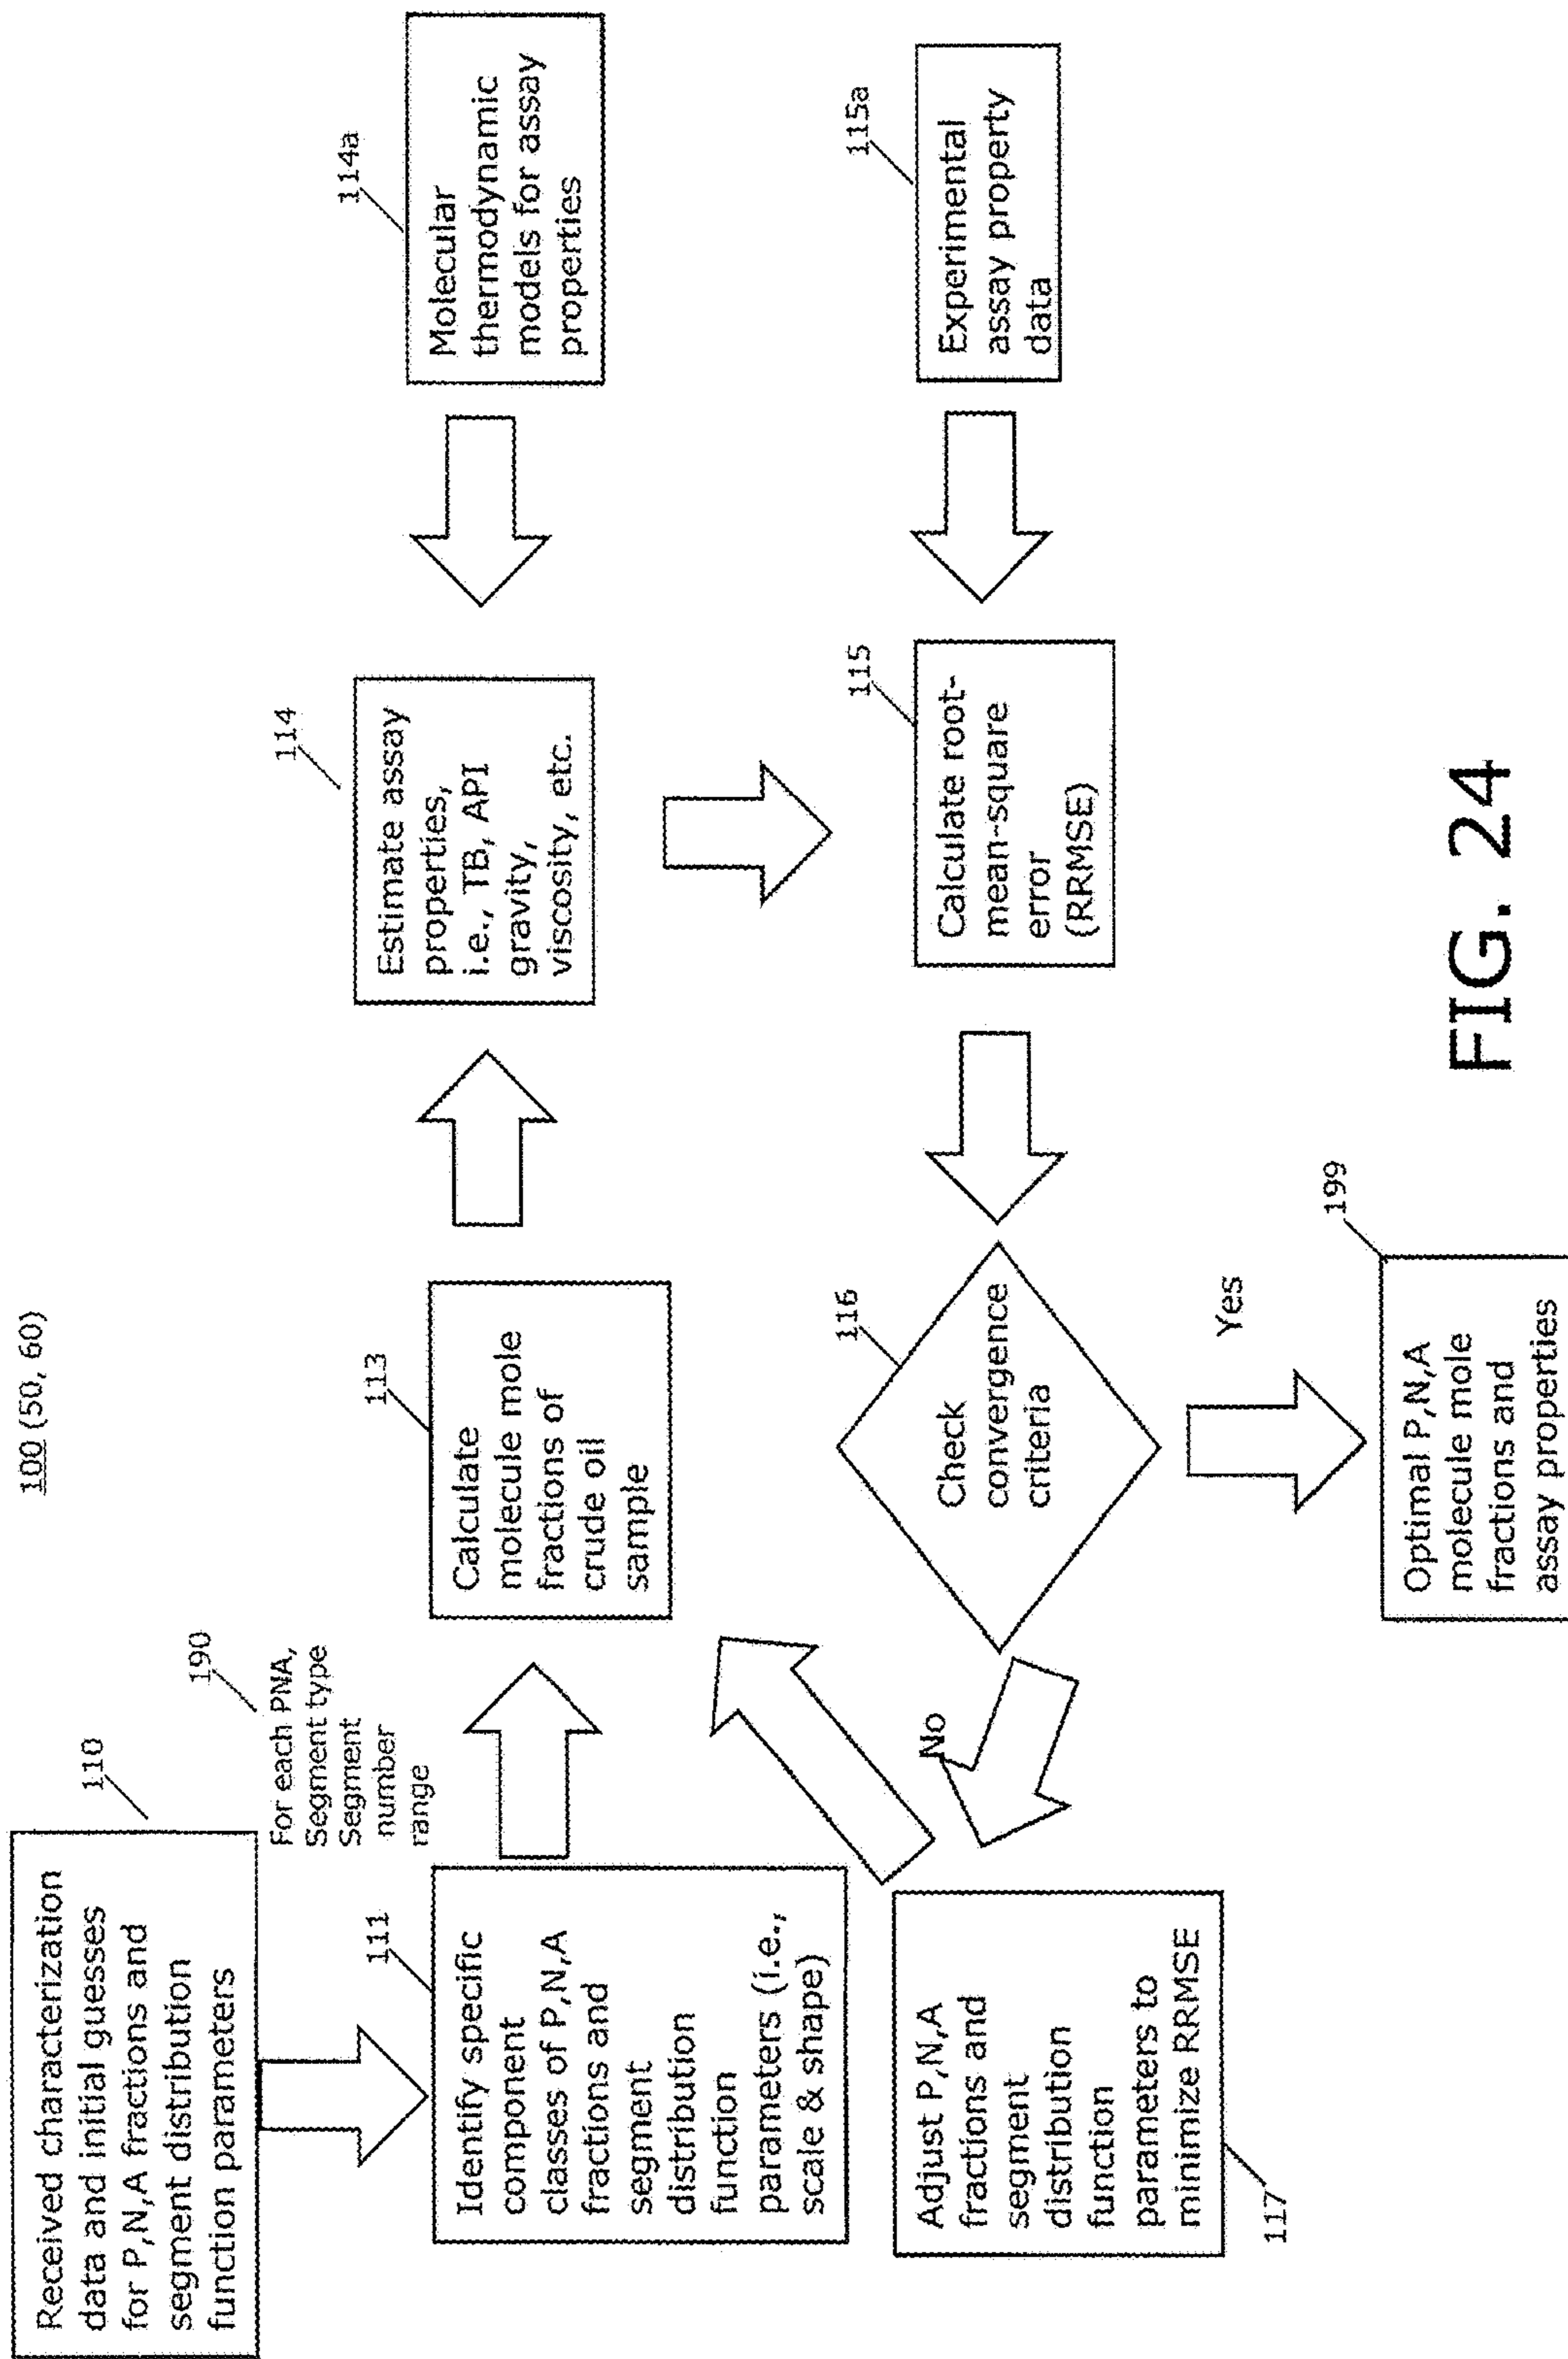 100 (50, 60)
110
Received characterization
data and initial guesses
for P,N,A fractions and
segment distribution
function parameters
190
For each PNA,
Segment type
Segment
number
range
111
Identify specific
component
classes of P,N,A
fractions and
segment
distribution
function
parameters (i.e.,
scale & shape)
113
Calculate
molecule mole
fractions of
crude oil
sample
114
Estimate assay
properties,
i.e., TB, API
gravity,
viscosity, etc.
114a
Molecular
thermodynamic
models for assay
properties
115a
Experimental
assay property
data
115
Calculate root-
mean-square
error
(RRMSE)
116
Check
convergence
criteria
No
Adjust P,N,A
fractions and
segment
distribution
function
parameters to
minimize RRMSE
117
Yes
199
Optimal P,N,A
molecule mole
fractions and
assay properties
FIG. 24